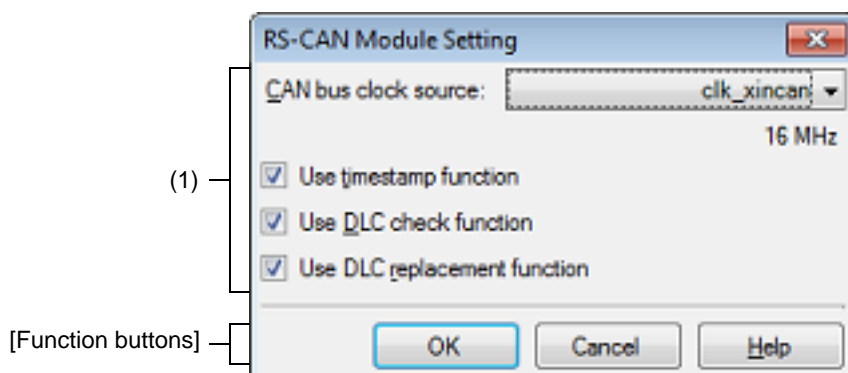 RS-CAN Module Setting
CAN bus clock source: clk_xincan
16 MHz
(1)
Use timestamp function
Use DLC check function
Use DLC replacement function
[Function buttons]
OK Cancel Help